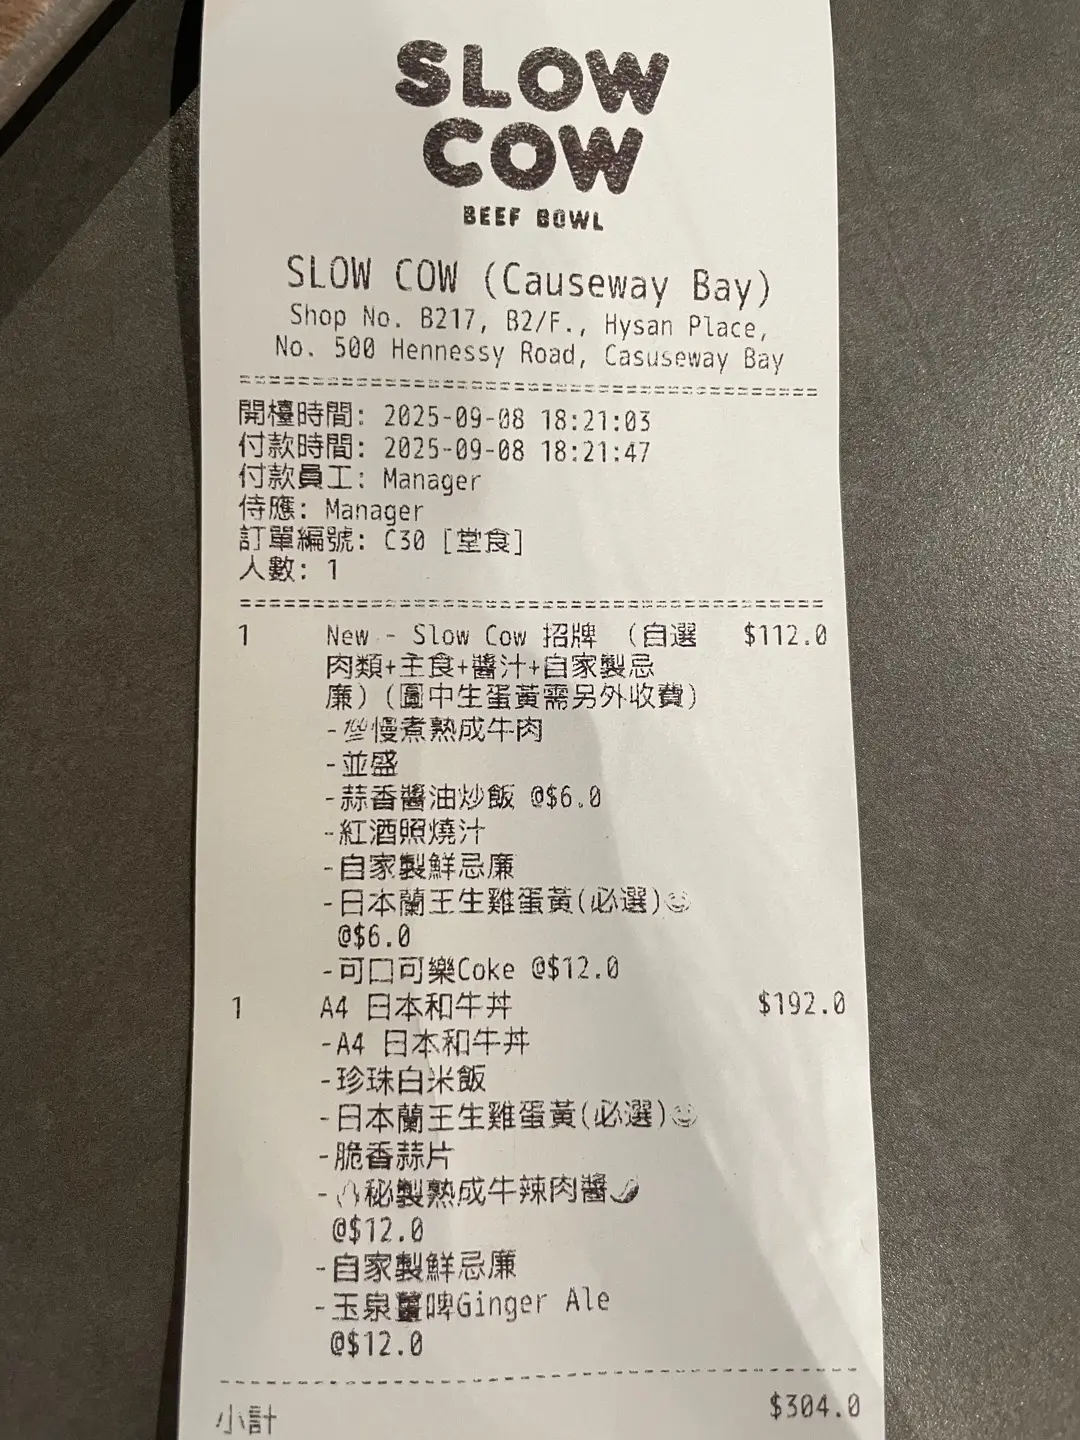 SLOW
COW
BEEF BOWL
SLOW COW (Causeway Bay)
Shop No. B217, B2/F., Hysan Place,
No. 500 Hennessy Road, Casuseway Bay
開檯時間: 2025-09-08 18:21:03
付款時間: 2025-09-08 18:21:47
付款員工: Manager
侍應: Manager
訂單編號: C30 [堂食]
人數: 1
1 New - Slow Cow 招牌 (自選 $112.0
肉類+主食+醬汁+自家製忌
廉) (圖中生蛋黃需另外收費)
-慢煮熟成牛肉
-並盛
-蒜香醬油炒飯 @$6.0
-紅酒照燒汁
-自家製鮮忌廉
-日本蘭王生雞蛋黃(必選)
@$6.0
-可口可樂Coke @$12.0
1 A4 日本和牛丼 $192.0
-A4 日本和牛丼
-珍珠白米飯
-日本蘭王生雞蛋黃(必選)
-脆香蒜片
-秘製熟成牛辣肉醬
@$12.0
-自家製鮮忌廉
-玉泉薑啤Ginger Ale
@$12.0
小計 $304.0